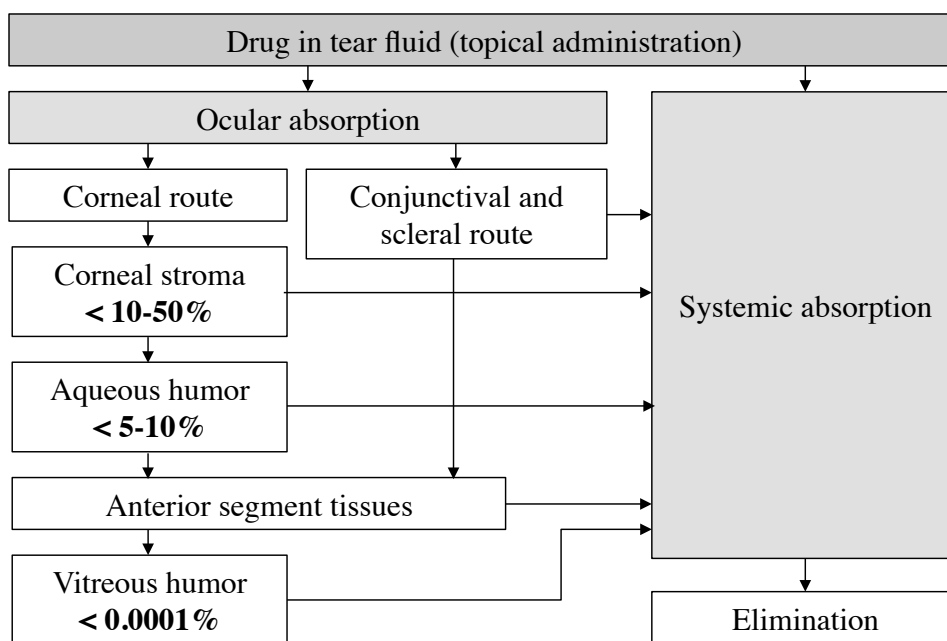 Drug in tear fluid (topical administration)
Ocular absorption
Corneal route
Conjunctival and
scleral route
Corneal stroma
< 10-50%
Systemic absorption
Aqueous humor
< 5-10%
Anterior segment tissues
Vitreous humor
< 0.0001%
Elimination